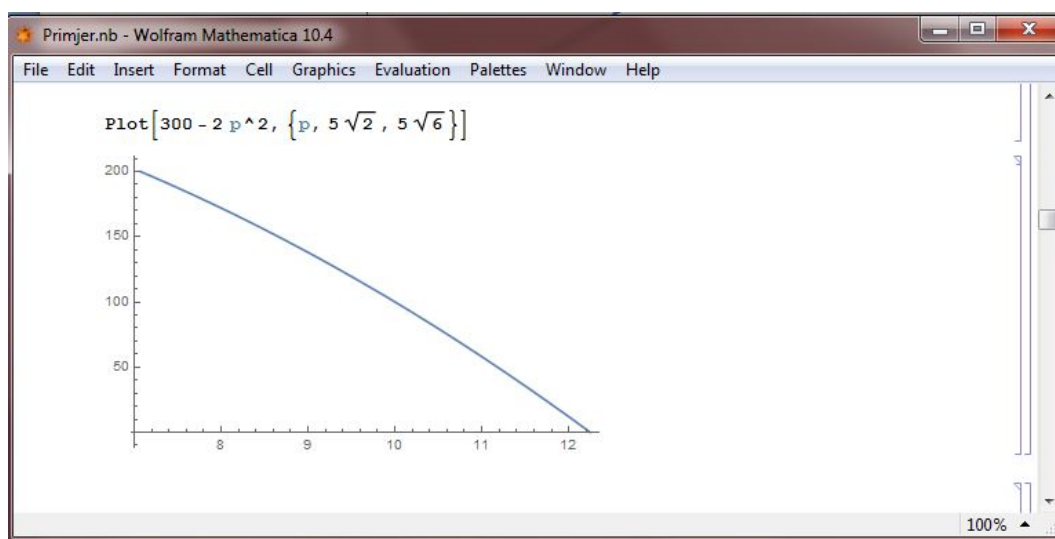 Primjer.nb - Wolfram Mathematica 10.4
File Edit Insert Format Cell Graphics Evaluation Palettes Window Help
Plot[300 - 2 p^2, {p, 5 √2, 5 √6}]
200
150
100
50
8 9 10 11 12
100%